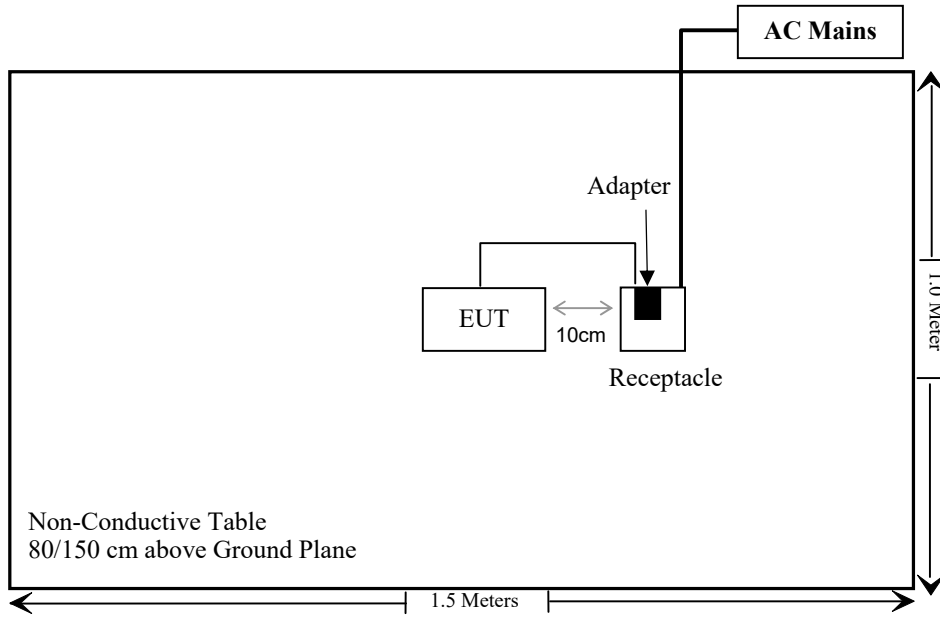 AC Mains
Adapter
EUT
10cm
Receptacle
1.0 Meter
Non-Conductive Table
80/150 cm above Ground Plane
1.5 Meters